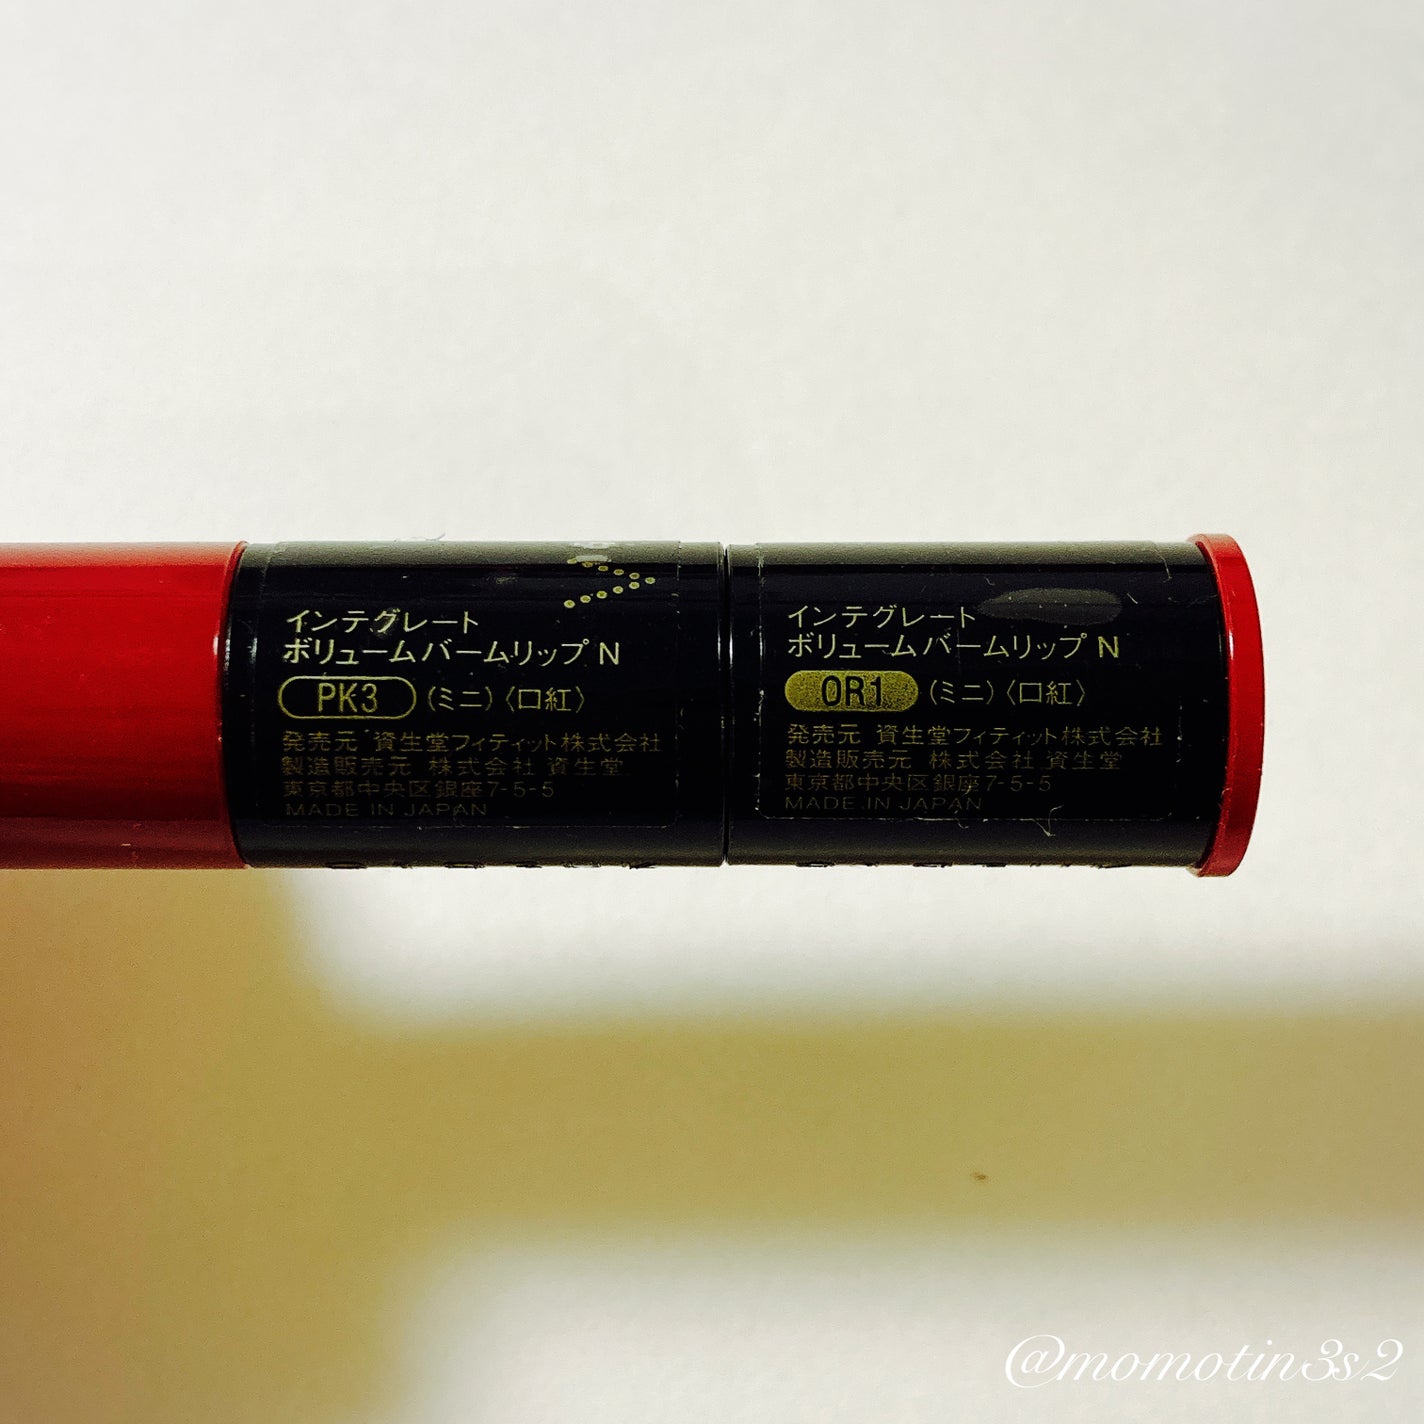 インテグレート
ボリュームバームリップ N
PK3 (ミニ)〈口紅〉
発売元 資生堂フィティット株式会社
製造販売元 株式会社 資生堂
東京都中央区銀座7-5-5
MADE IN JAPAN
インテグレート
ボリュームバームリップ N
OR1 (ミニ)〈口紅〉
発売元 資生堂フィティット株式会社
製造販売元 株式会社 資生堂
東京都中央区銀座7-5-5
MADE IN JAPAN
@momotin3s2